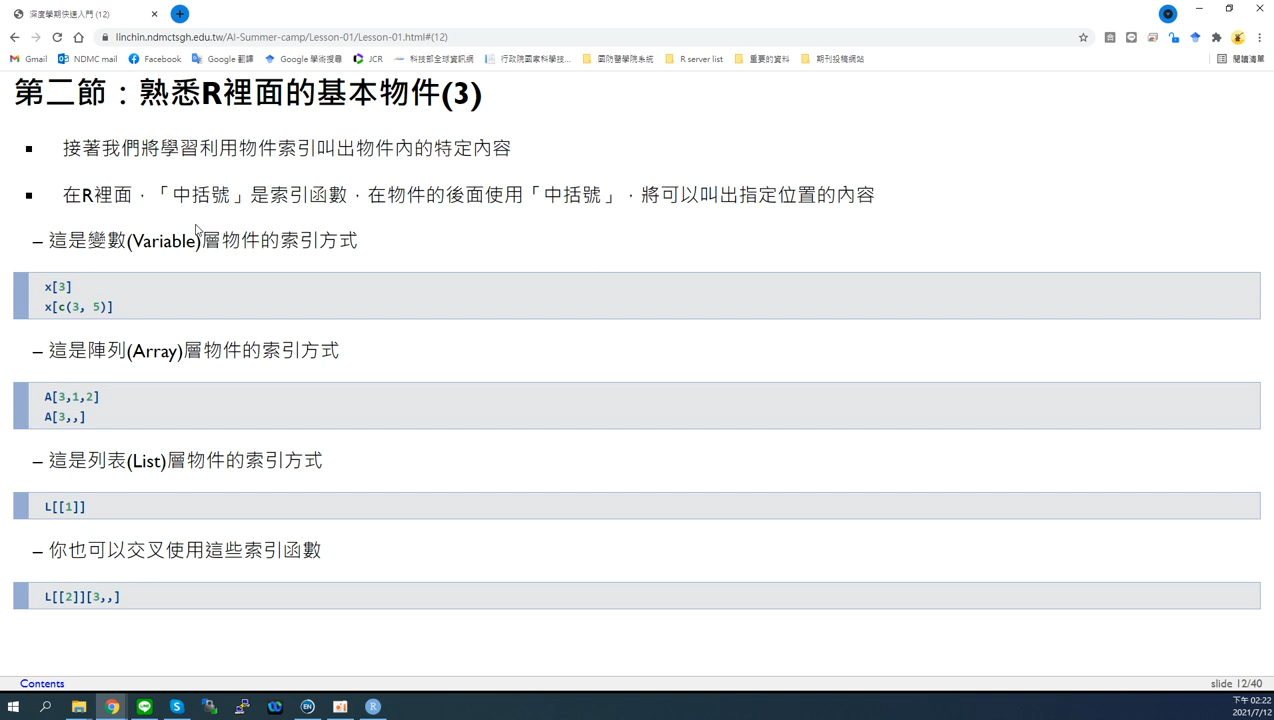 深度學期快速入門 (12)
linchin.ndmctsgh.edu.tw/AI-Summer-camp/Lesson-01/Lesson-01.html#(12)
Gmail NDMC mail Facebook Google 翻譯 Google 學術搜尋 JCR 科技部全球資訊網 行政院國家科學技... 國防醫學院系統 R server list 重要的資料 期刊投稿網站 閱讀清單
第二節：熟悉R裡面的基本物件(3)
▪ 接著我們將學習利用物件索引叫出物件內的特定內容
▪ 在R裡面，「中括號」是索引函數，在物件的後面使用「中括號」，將可以叫出指定位置的內容
– 這是變數(Variable)層物件的索引方式
x[3]
x[c(3, 5)]
– 這是陣列(Array)層物件的索引方式
A[3,1,2]
A[3,,]
– 這是列表(List)層物件的索引方式
L[[1]]
– 你也可以交叉使用這些索引函數
L[[2]][3,,]
Contents slide 12/40
EN R 下午 02:22
2021/7/12